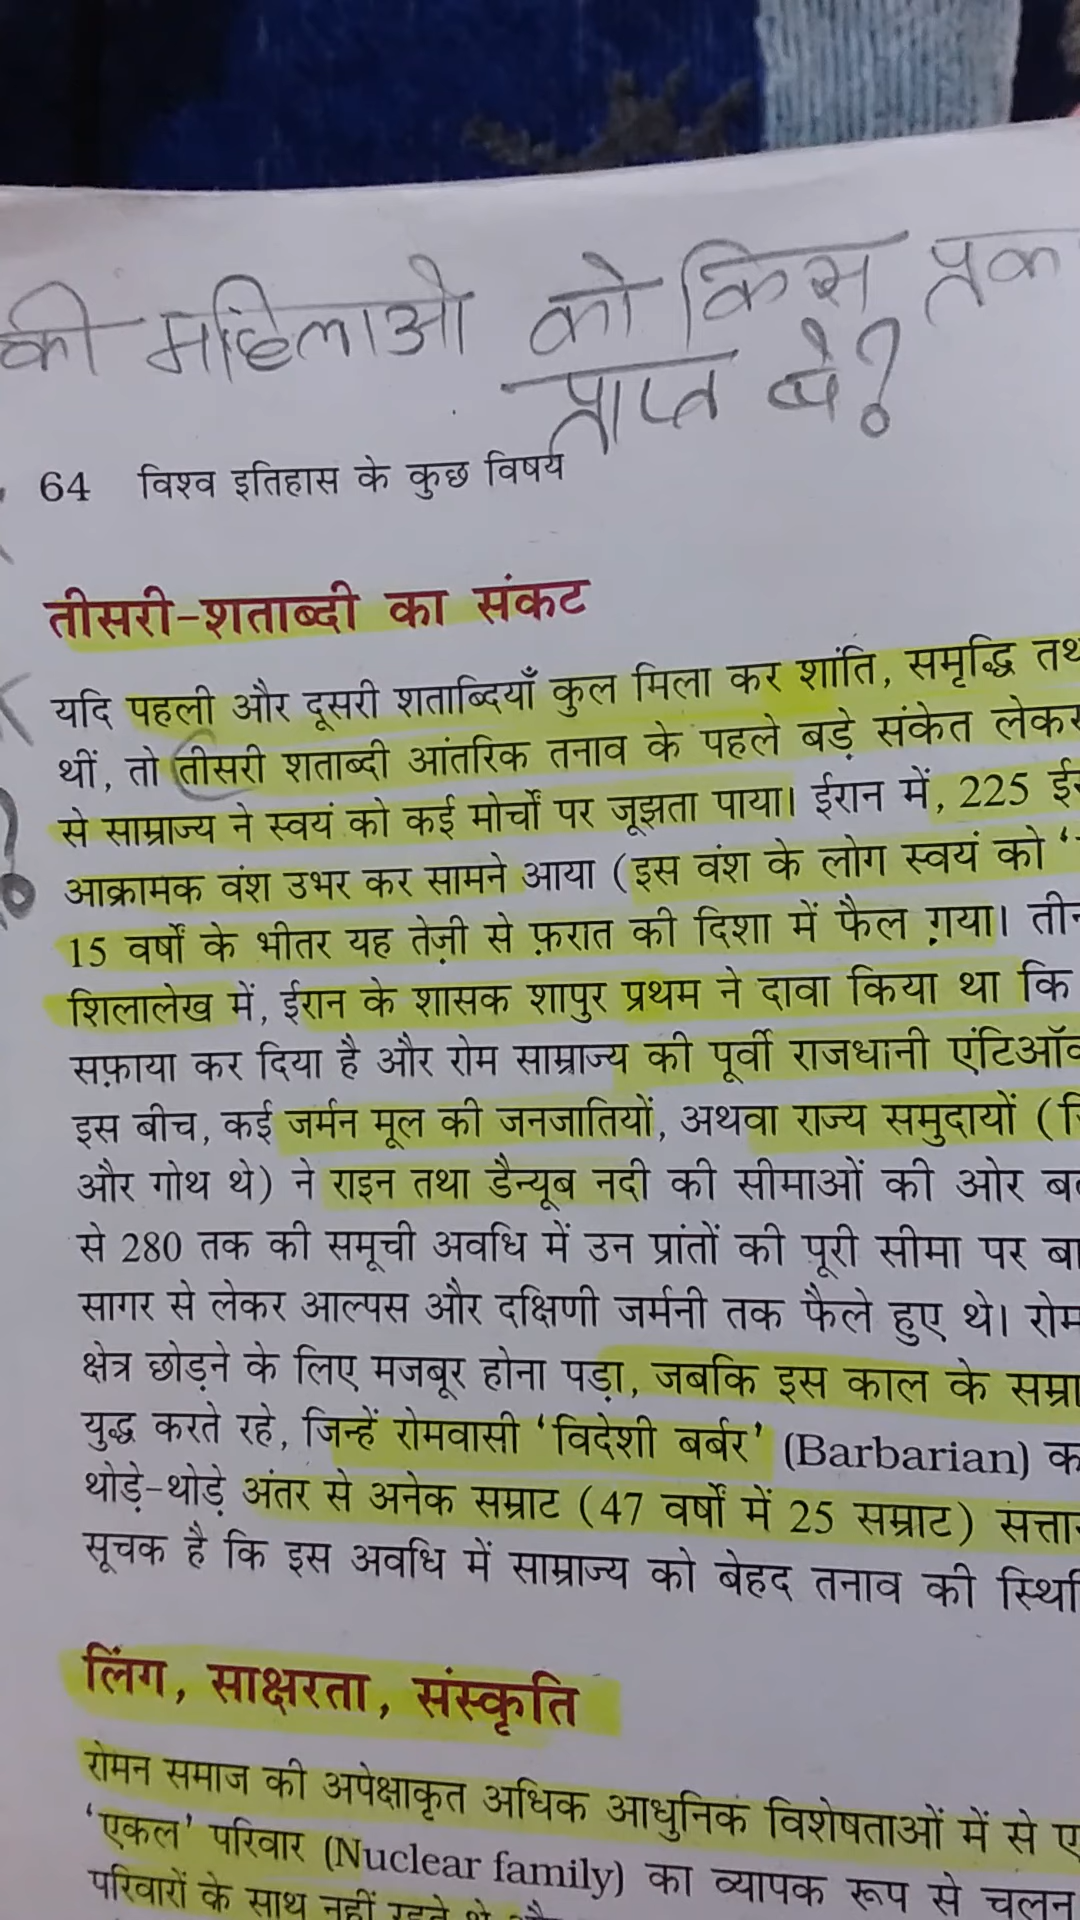 की महिलाओ को किस
प्राप्त थे?
64 विश्व इतिहास के कुछ विषय
तीसरी-शताब्दी का संकट
यदि पहली और दूसरी शताब्दियाँ कुल मिला कर शांति, समृद्धि
थीं, तो तीसरी शताब्दी आंतरिक तनाव के पहले बड़े संकेत
से साम्राज्य ने स्वयं को कई मोर्चों पर जूझता पाया। ईरान में, 225
आक्रामक वंश उभर कर सामने आया (इस वंश के लोग स्वयं को
15 वर्षों के भीतर यह तेज़ी से फ़रात की दिशा में फैल गया।
शिलालेख में, ईरान के शासक शापुर प्रथम ने दावा किया था कि
सफ़ाया कर दिया है और रोम साम्राज्य की पूर्वी राजधानी
इस बीच, कई जर्मन मूल की जनजातियों, अथवा राज्य समुदायों
और गोथ थे) ने राइन तथा डैन्यूब नदी की सीमाओं की ओर
से 280 तक की समूची अवधि में उन प्रांतों की पूरी सीमा पर
सागर से लेकर आल्पस और दक्षिणी जर्मनी तक फैले हुए थे।
क्षेत्र छोड़ने के लिए मजबूर होना पड़ा, जबकि इस काल के
युद्ध करते रहे, जिन्हें रोमवासी ‘विदेशी बर्बर’ (Barbarian)
थोड़े-थोड़े अंतर से अनेक सम्राट (47 वर्षों में 25 सम्राट)
सूचक है कि इस अवधि में साम्राज्य को बेहद तनाव की
लिंग, साक्षरता, संस्कृति
रोमन समाज की अपेक्षाकृत अधिक आधुनिक विशेषताओं में से
‘एकल’ परिवार (Nuclear family) का व्यापक रूप से चलन
परिवारों के साथ नहीं रहते थे